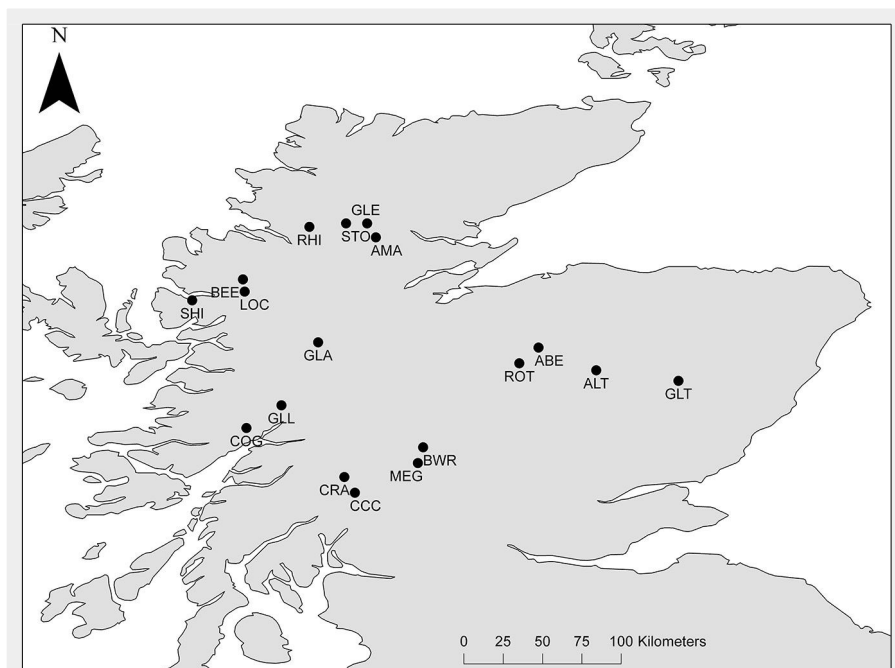 N
GLE
RHI
STO
AMA
BEE
LOC
SHI
GLA
ABE
ROT
ALT
GLT
GLL
COG
BWR
MEG
CRA
CCC
0 25 50 75 100 Kilometers